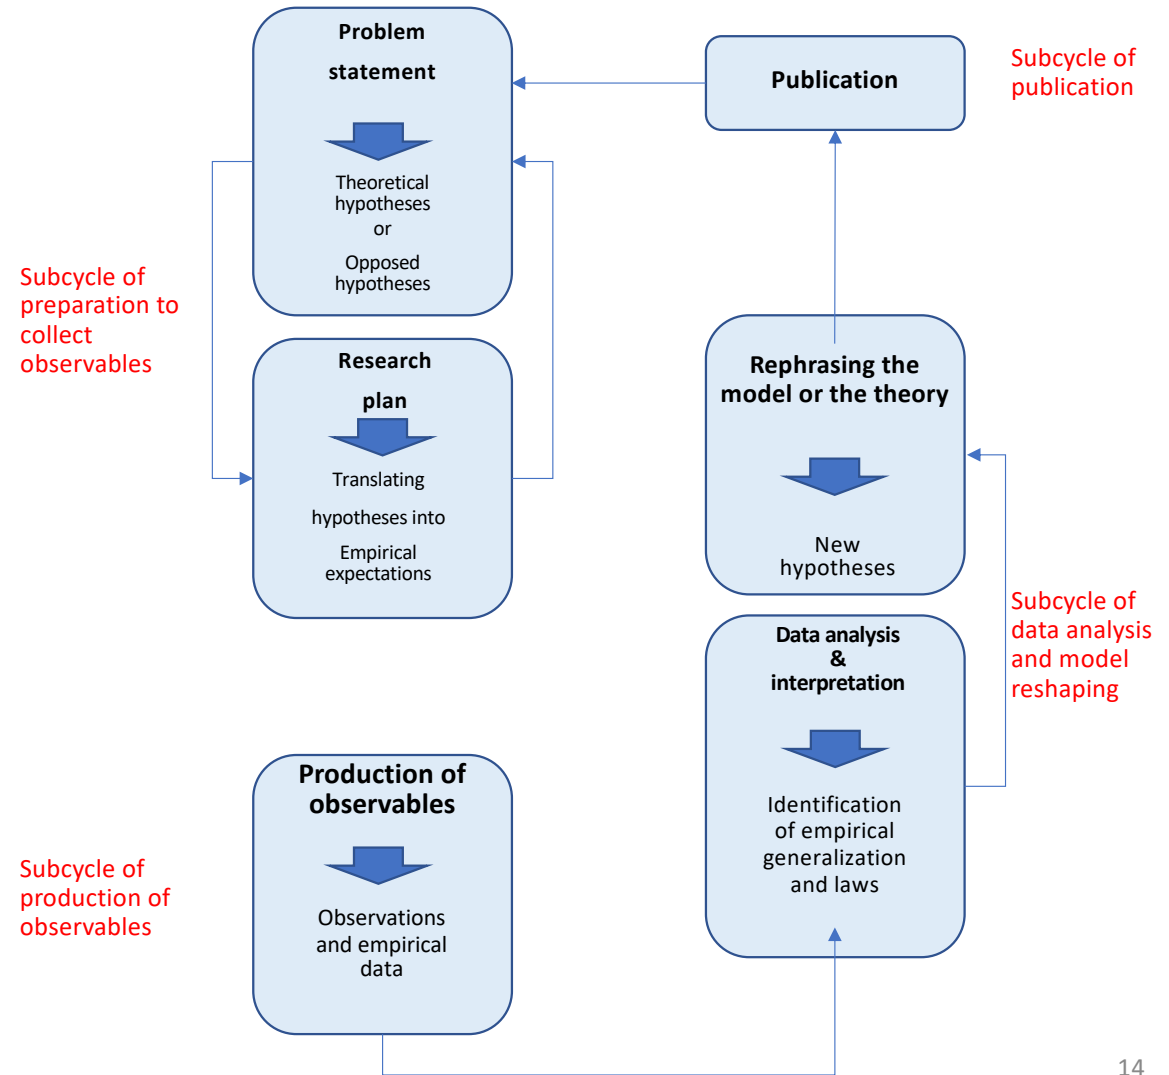 Problem
statement
Theoretical
hypotheses
or
Opposed
hypotheses
Publication
Subcycle of
publication
Subcycle of
preparation to
collect
observables
Research
plan
Translating
hypotheses into
Empirical
expectations
Rephrasing the
model or the theory
New
hypotheses
Subcycle of
data analysis
and model
reshaping
Data analysis
&
interpretation
Identification
of empirical
generalization
and laws
Production of
observables
Observations
and empirical
data
Subcycle of
production of
observables
14